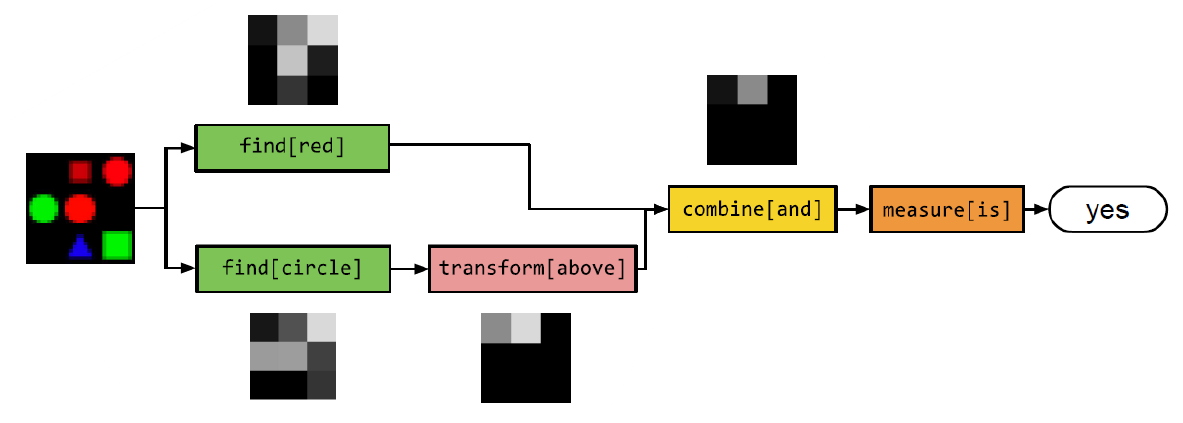 find[red]
combine[and]
measure[is]
yes
find[circle]
transform[above]